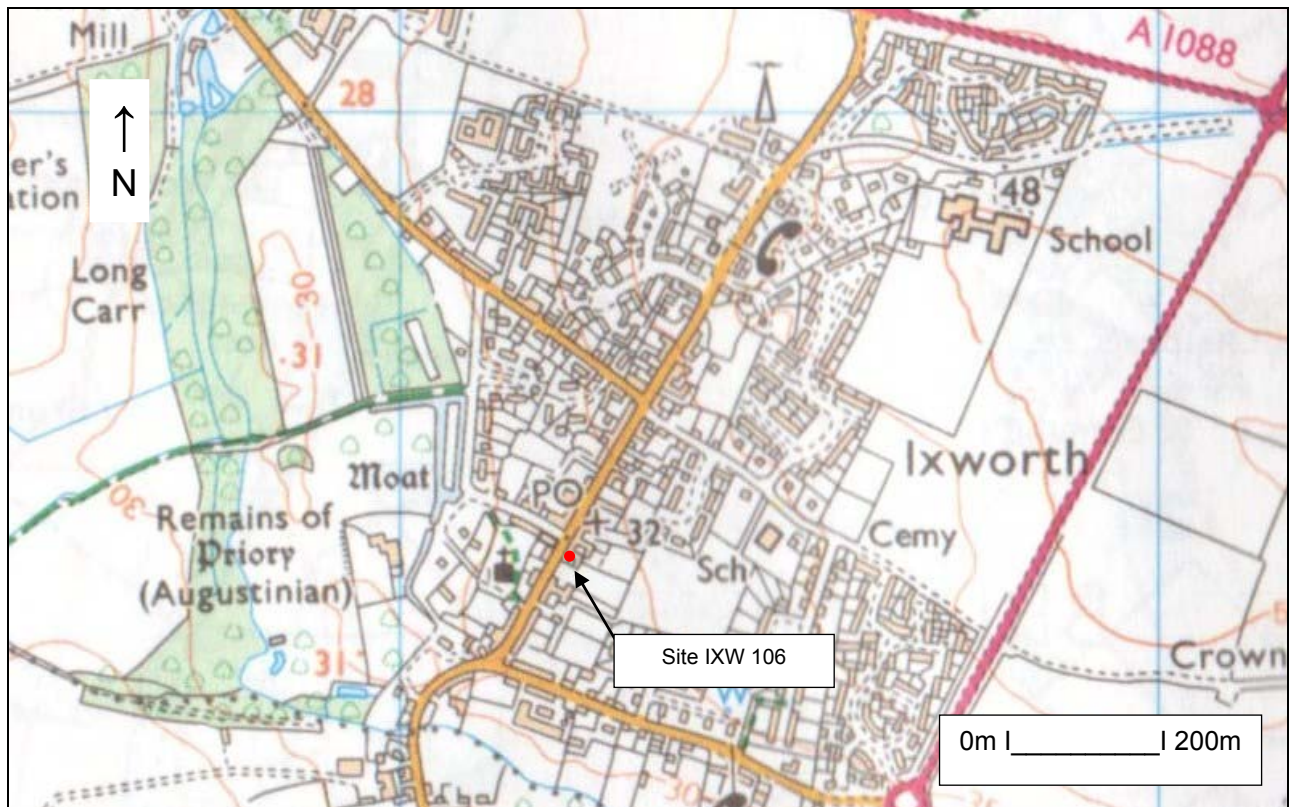 Mill
A 1088
28
↑
N
er's
ation
48
School
Long
Carr
30
31
Ixworth
Moat
PO
30
Remains of
Priory
(Augustinian)
32
Cemy
Sch
31
Site IXW 106
Crown
W
0m I__________I 200m
30